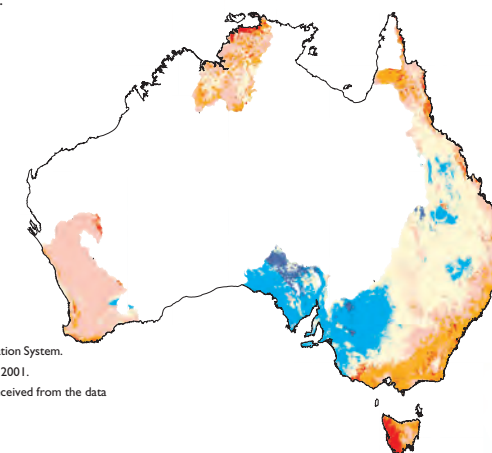 tion System.
2001.
ceived from the data